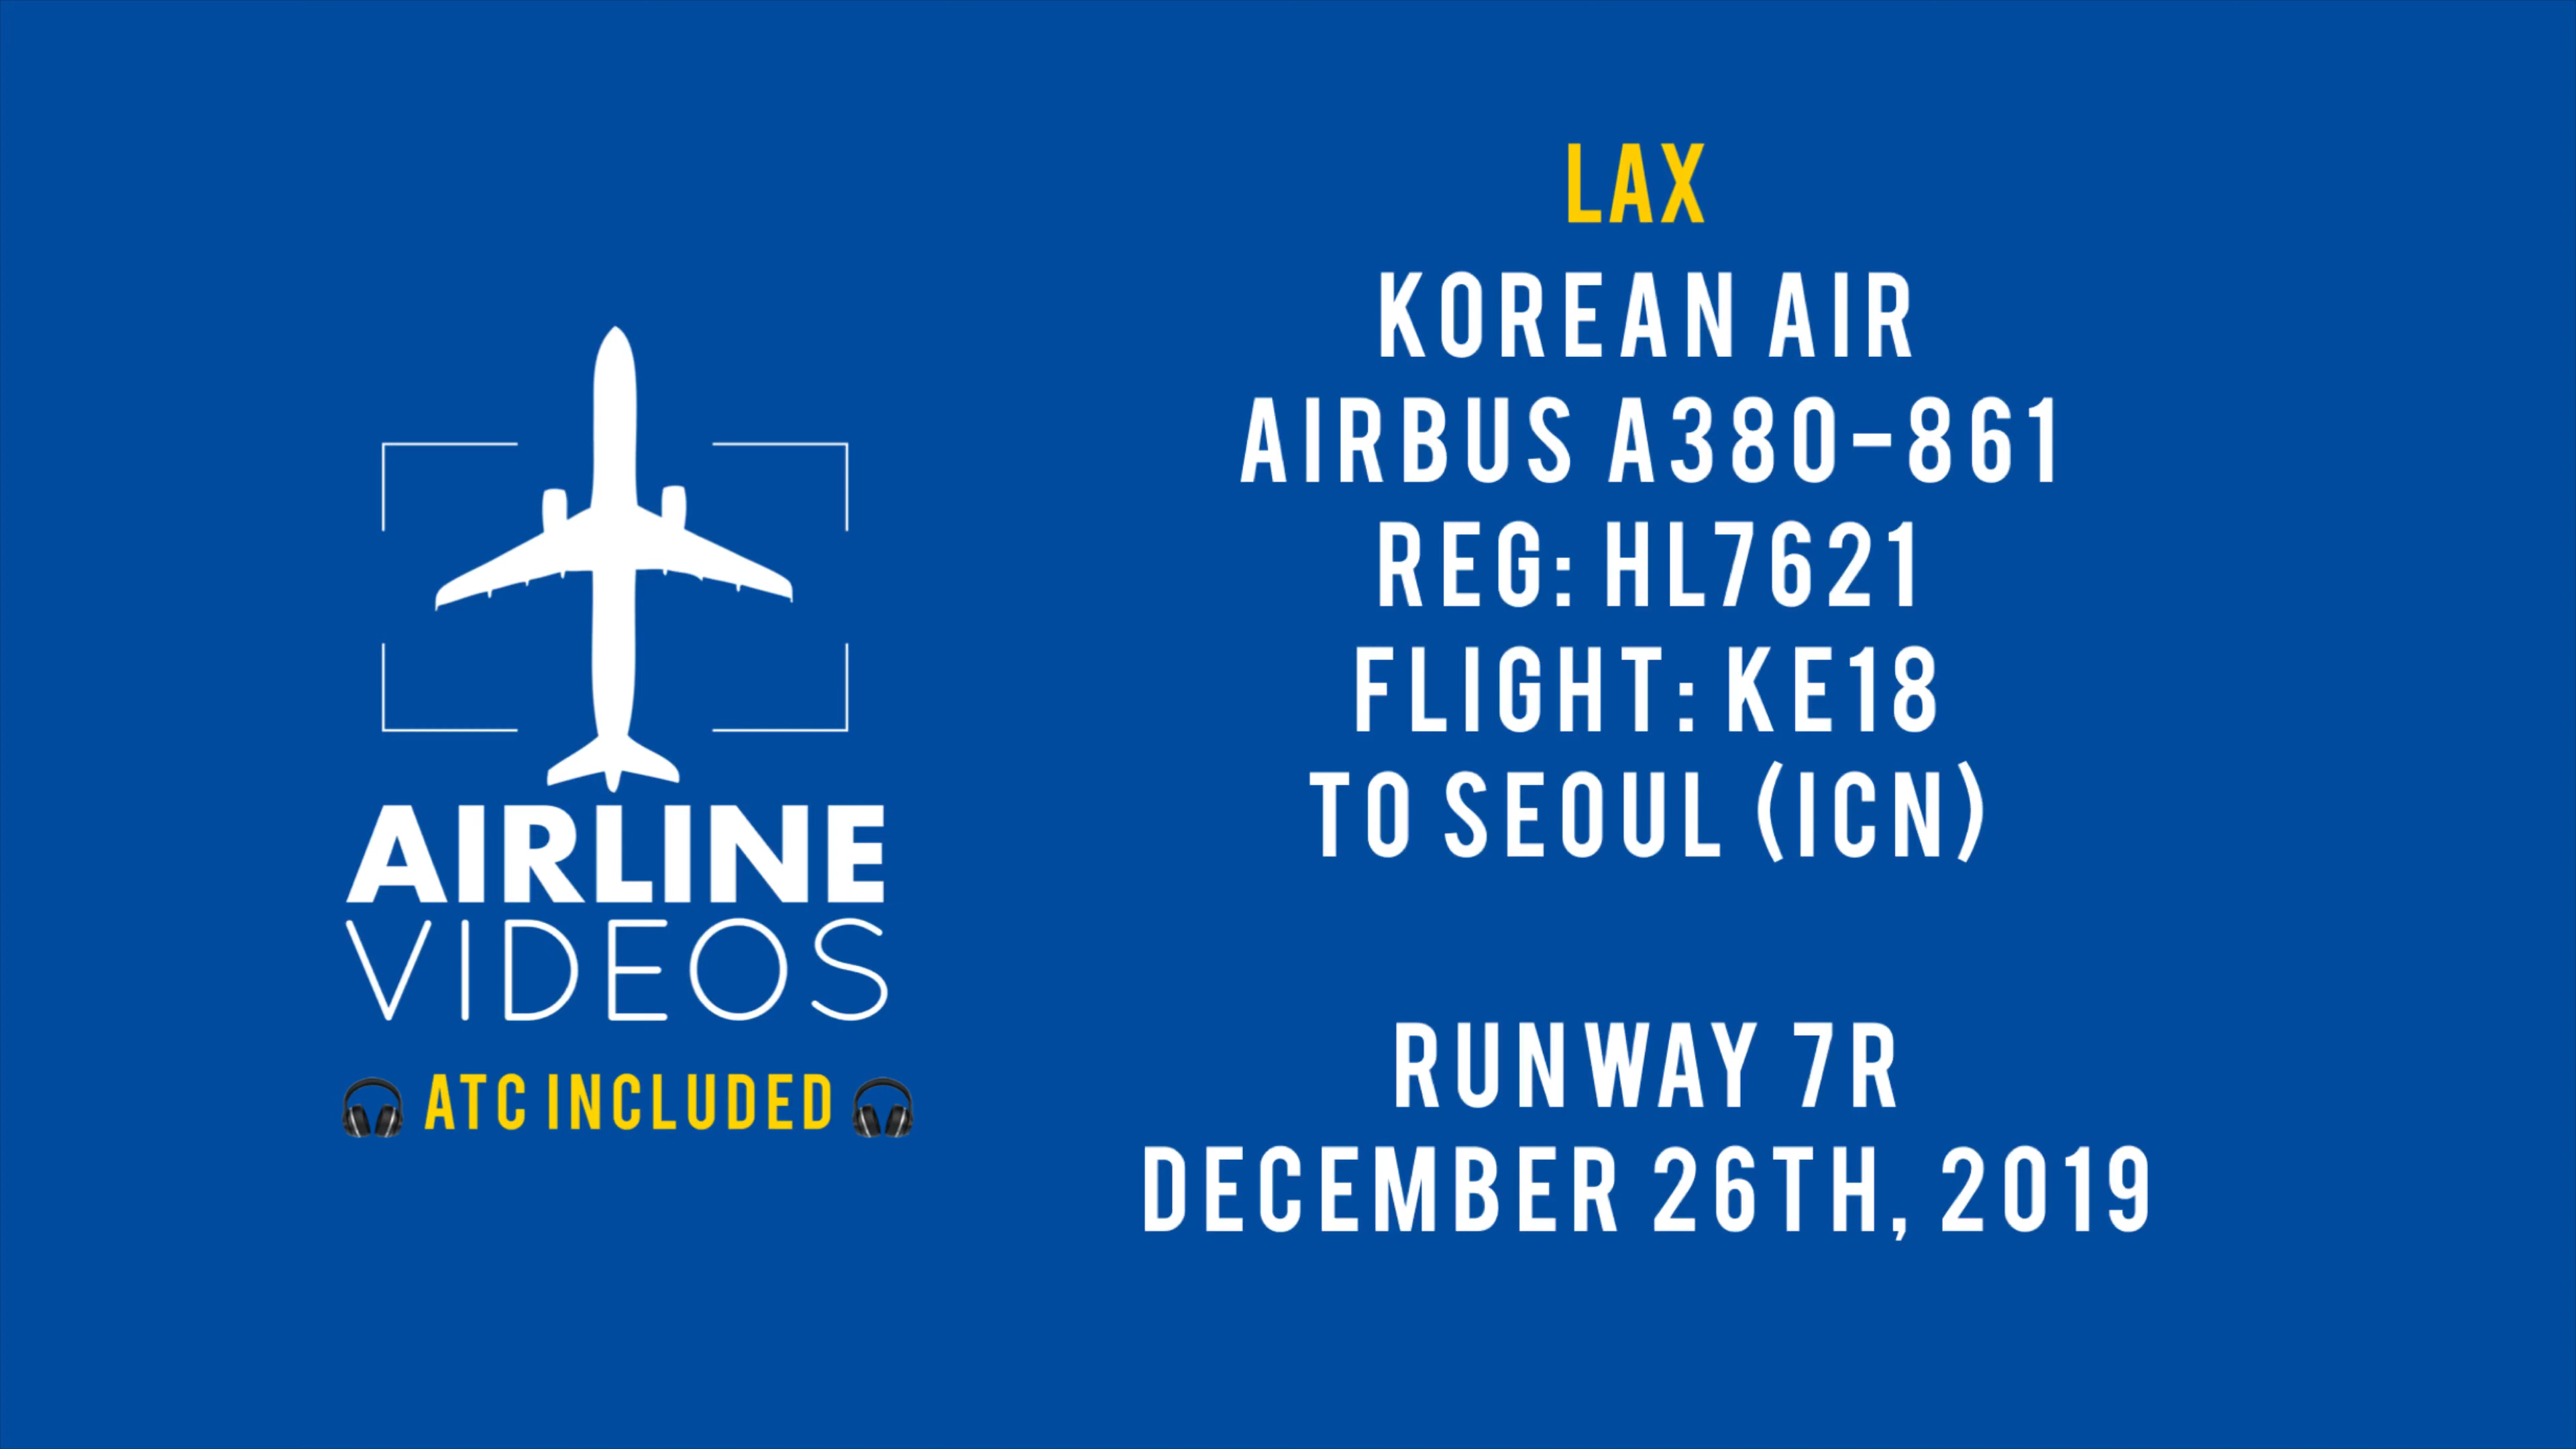 AIRLINE
VIDEOS
ATC INCLUDED
LAX
KOREAN AIR
AIRBUS A380-861
REG: HL7621
FLIGHT: KE18
TO SEOUL (ICN)
RUNWAY 7R
DECEMBER 26TH, 2019